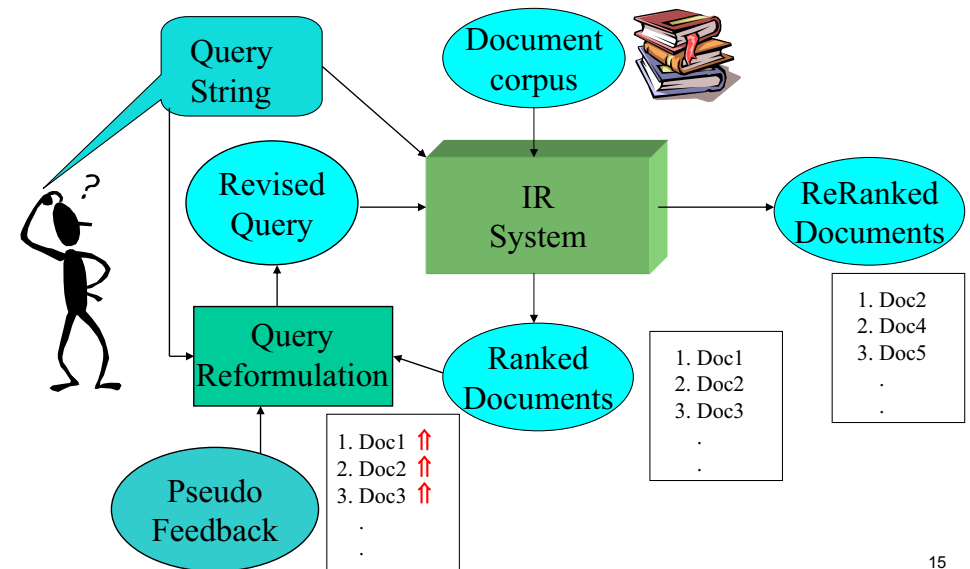 Query
String
Document
corpus
?
Revised
Query
IR
System
ReRanked
Documents
1. Doc2
2. Doc4
3. Doc5
.
.
Query
Reformulation
Ranked
Documents
1. Doc1
2. Doc2
3. Doc3
.
.
1. Doc1 ⇑
2. Doc2 ⇑
3. Doc3 ⇑
.
.
Pseudo
Feedback
15